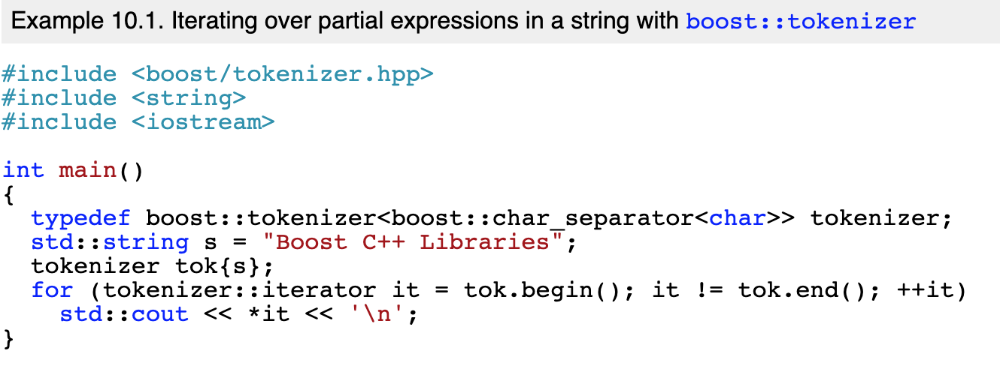 Example 10.1. Iterating over partial expressions in a string with boost::tokenizer
#include <boost/tokenizer.hpp>
#include <string>
#include <iostream>
int main()
{
  typedef boost::tokenizer<boost::char_separator<char>> tokenizer;
  std::string s = "Boost C++ Libraries";
  tokenizer tok{s};
  for (tokenizer::iterator it = tok.begin(); it != tok.end(); ++it)
    std::cout << *it << '\n';
}